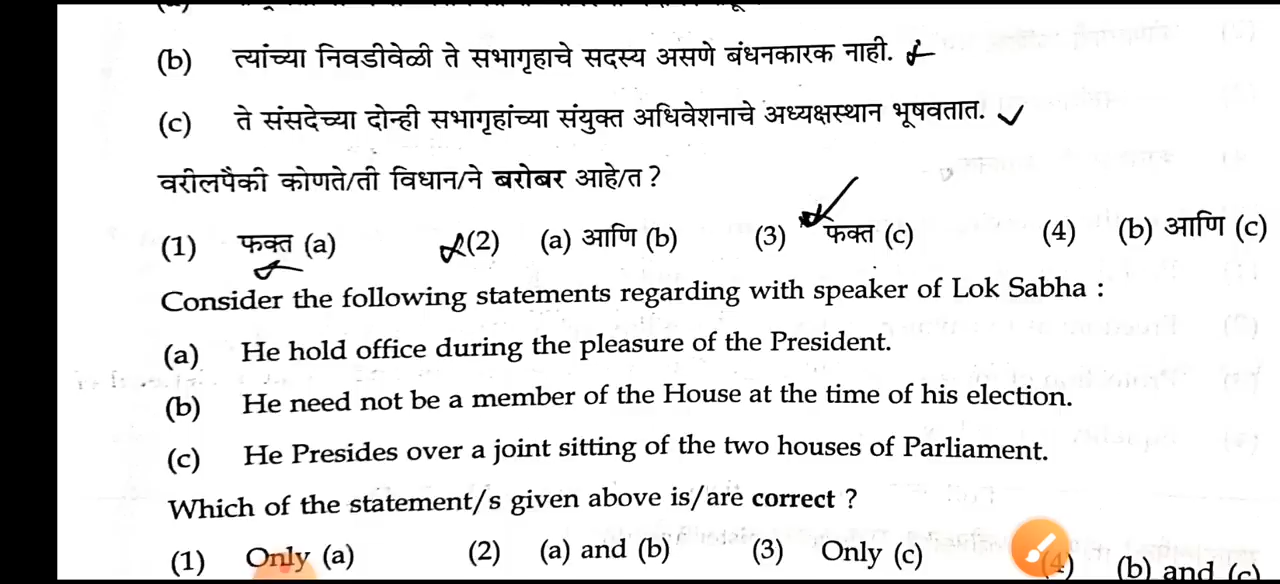 (b) त्यांच्या निवडीवेळी ते सभागृहाचे सदस्य असणे बंधनकारक नाही.
(c) ते संसदेच्या दोन्ही सभागृहांच्या संयुक्त अधिवेशनाचे अध्यक्षस्थान भूषवतात.
वरीलपैकी कोणते/ती विधान/ने बरोबर आहे/त ?
(1) फक्त (a) (2) (a) आणि (b) (3) फक्त (c) (4) (b) आणि (c)
Consider the following statements regarding with speaker of Lok Sabha :
(a) He hold office during the pleasure of the President.
(b) He need not be a member of the House at the time of his election.
(c) He Presides over a joint sitting of the two houses of Parliament.
Which of the statement/s given above is/are correct ?
(1) Only (a) (2) (a) and (b) (3) Only (c) (4) (b) and (c)